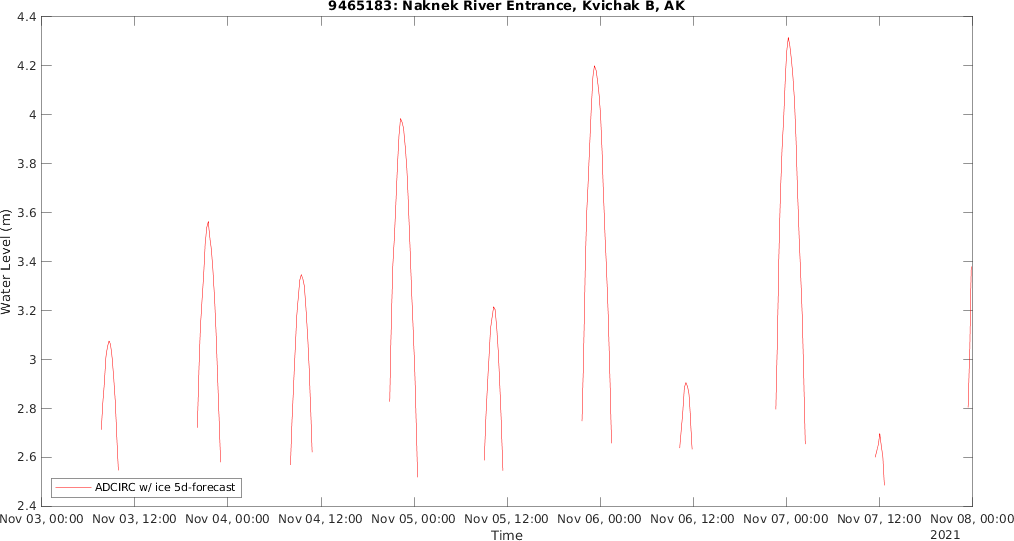 9465183: Naknek River Entrance, Kvichak B, AK
4.4
4.2
4
3.8
3.6
3.4
3.2
3
2.8
2.6
2.4
Water Level (m)
ADCIRC w/ ice 5d-forecast
Nov 03, 00:00 Nov 03, 12:00 Nov 04, 00:00 Nov 04, 12:00 Nov 05, 00:00 Nov 05, 12:00 Nov 06, 00:00 Nov 06, 12:00 Nov 07, 00:00 Nov 07, 12:00 Nov 08, 00:00
Time
2021